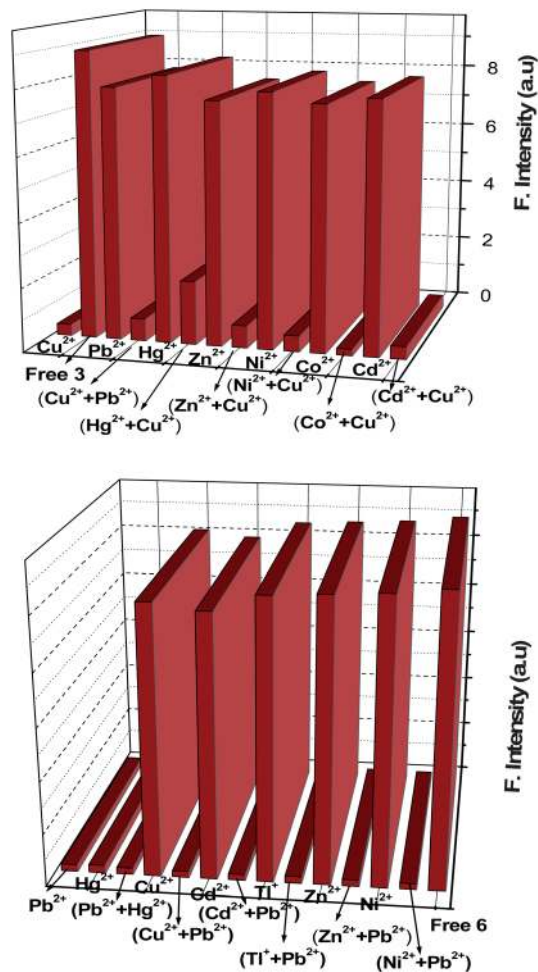 8
6
4
2
0
F. Intensity (a.u)
Cu²⁺
Free 3
Pb²⁺
(Cu²⁺+Pb²⁺)
Hg²⁺
(Hg²⁺+Cu²⁺)
Zn²⁺
(Zn²⁺+Cu²⁺)
Ni²⁺
(Ni²⁺+Cu²⁺)
Co²⁺
(Co²⁺+Cu²⁺)
Cd²⁺
(Cd²⁺+Cu²⁺)
F. Intensity (a.u)
Pb²⁺
Hg²⁺
(Pb²⁺+Hg²⁺)
Cu²⁺
(Cu²⁺+Pb²⁺)
Cd²⁺
(Cd²⁺+Pb²⁺)
Tl⁺
(Tl⁺+Pb²⁺)
Zn²⁺
(Zn²⁺+Pb²⁺)
Ni²⁺
(Ni²⁺+Pb²⁺)
Free 6